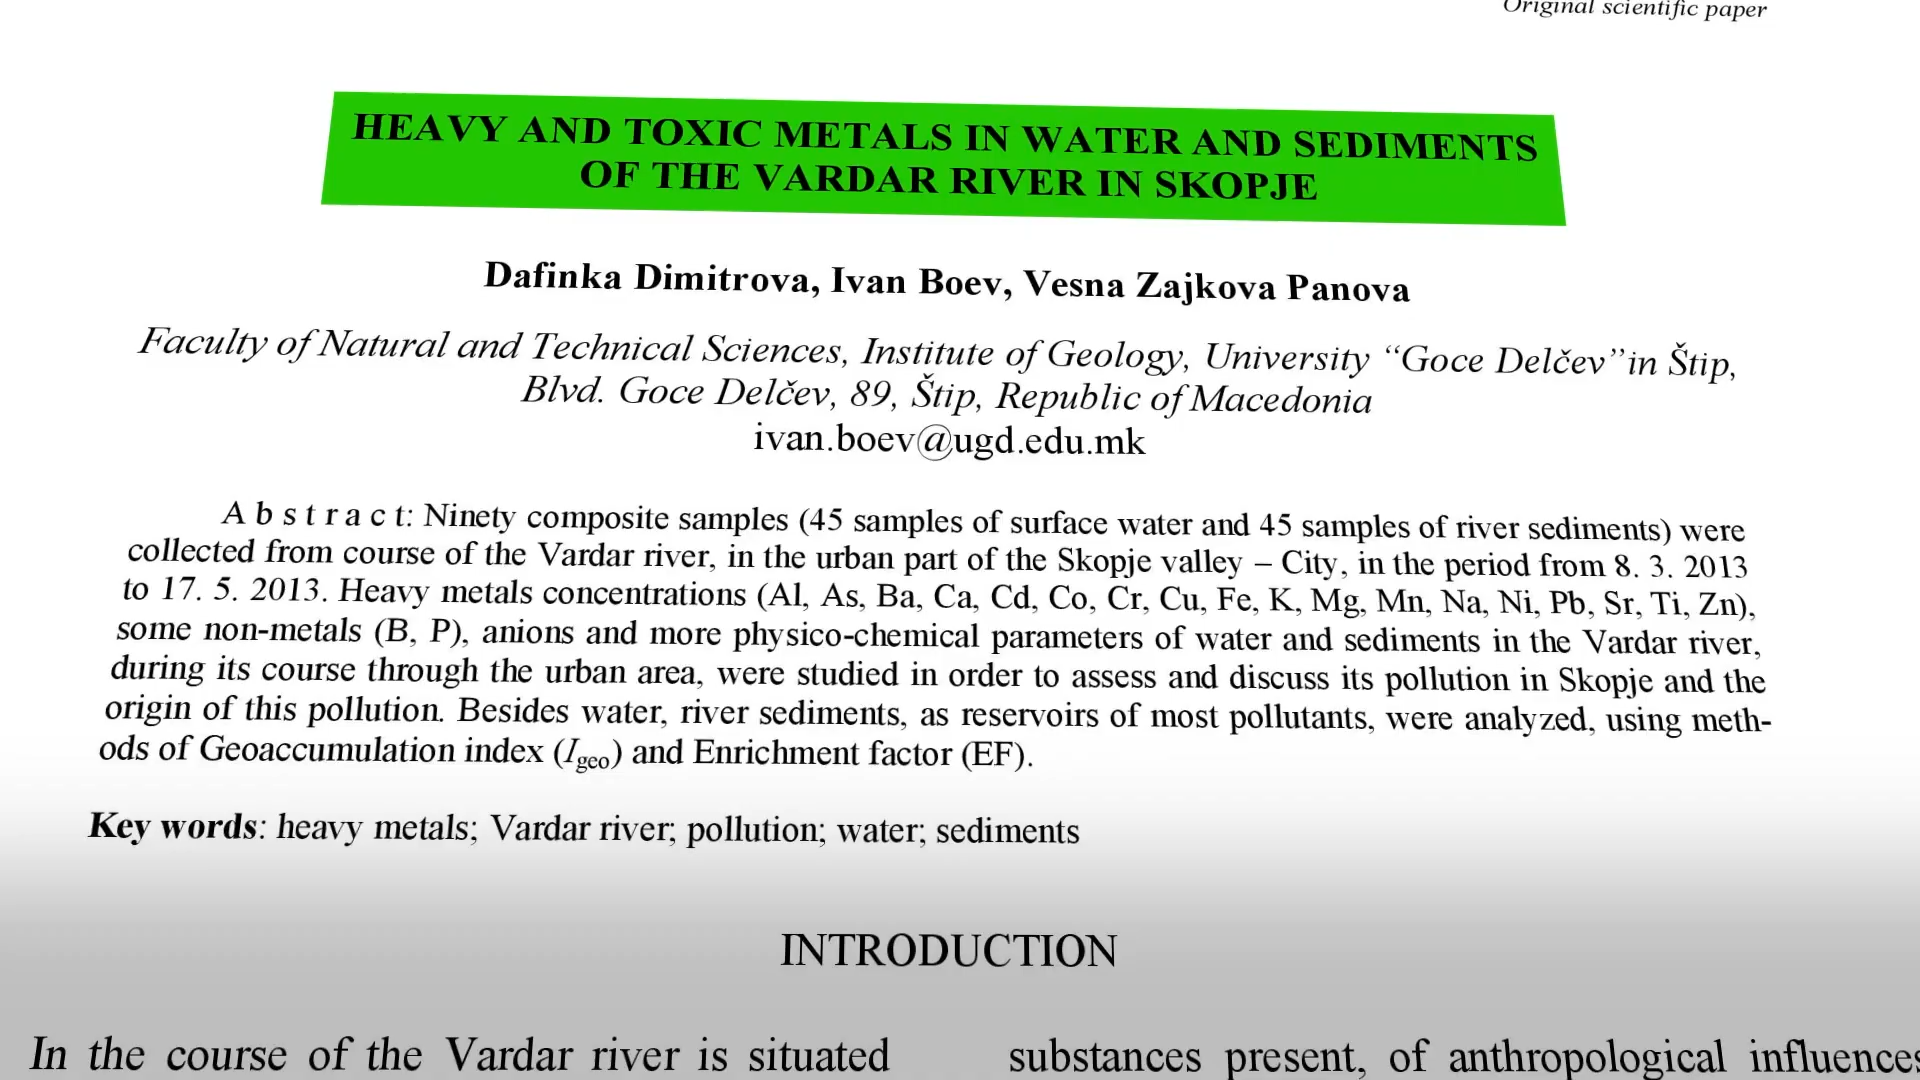 Original scientific paper
HEAVY AND TOXIC METALS IN WATER AND SEDIMENTS
OF THE VARDAR RIVER IN SKOPJE
Dafinka Dimitrova, Ivan Boev, Vesna Zajkova Panova
Faculty of Natural and Technical Sciences, Institute of Geology, University “Goce Delčev”in Štip,
Blvd. Goce Delčev, 89, Štip, Republic of Macedonia
ivan.boev@ugd.edu.mk
A b s t r a c t: Ninety composite samples (45 samples of surface water and 45 samples of river sediments) were
collected from course of the Vardar river, in the urban part of the Skopje valley – City, in the period from 8. 3. 2013
to 17. 5. 2013. Heavy metals concentrations (Al, As, Ba, Ca, Cd, Co, Cr, Cu, Fe, K, Mg, Mn, Na, Ni, Pb, Sr, Ti, Zn),
some non-metals (B, P), anions and more physico-chemical parameters of water and sediments in the Vardar river,
during its course through the urban area, were studied in order to assess and discuss its pollution in Skopje and the
origin of this pollution. Besides water, river sediments, as reservoirs of most pollutants, were analyzed, using meth-
ods of Geoaccumulation index (Igeo) and Enrichment factor (EF).
Key words: heavy metals; Vardar river; pollution; water; sediments
INTRODUCTION
In the course of the Vardar river is situated
substances present, of anthropological influences